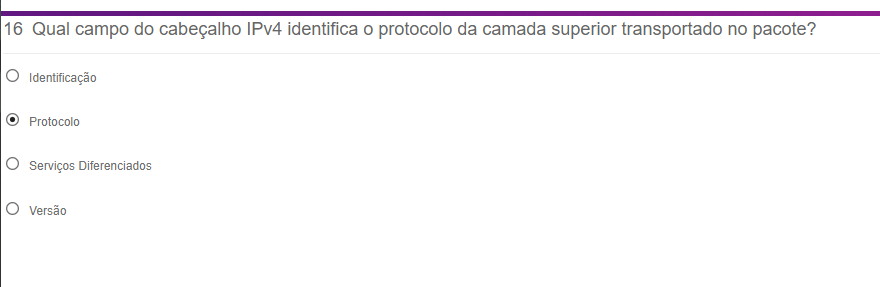 16 Qual campo do cabeçalho IPv4 identifica o protocolo da camada superior transportado no pacote?
Identificação
Protocolo
Serviços Diferenciados
Versão